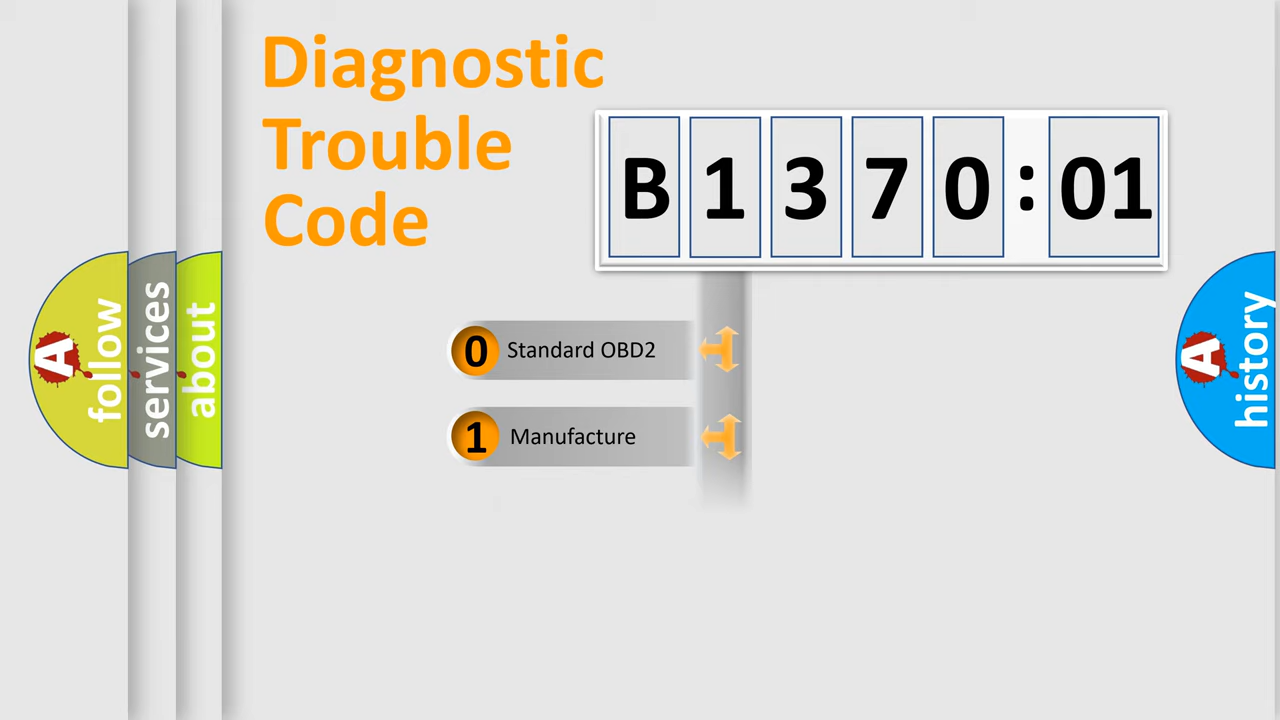 Diagnostic
Trouble
Code
B 1 3 7 0 : 01
0 Standard OBD2
1 Manufacture
A follow
services
about
A history